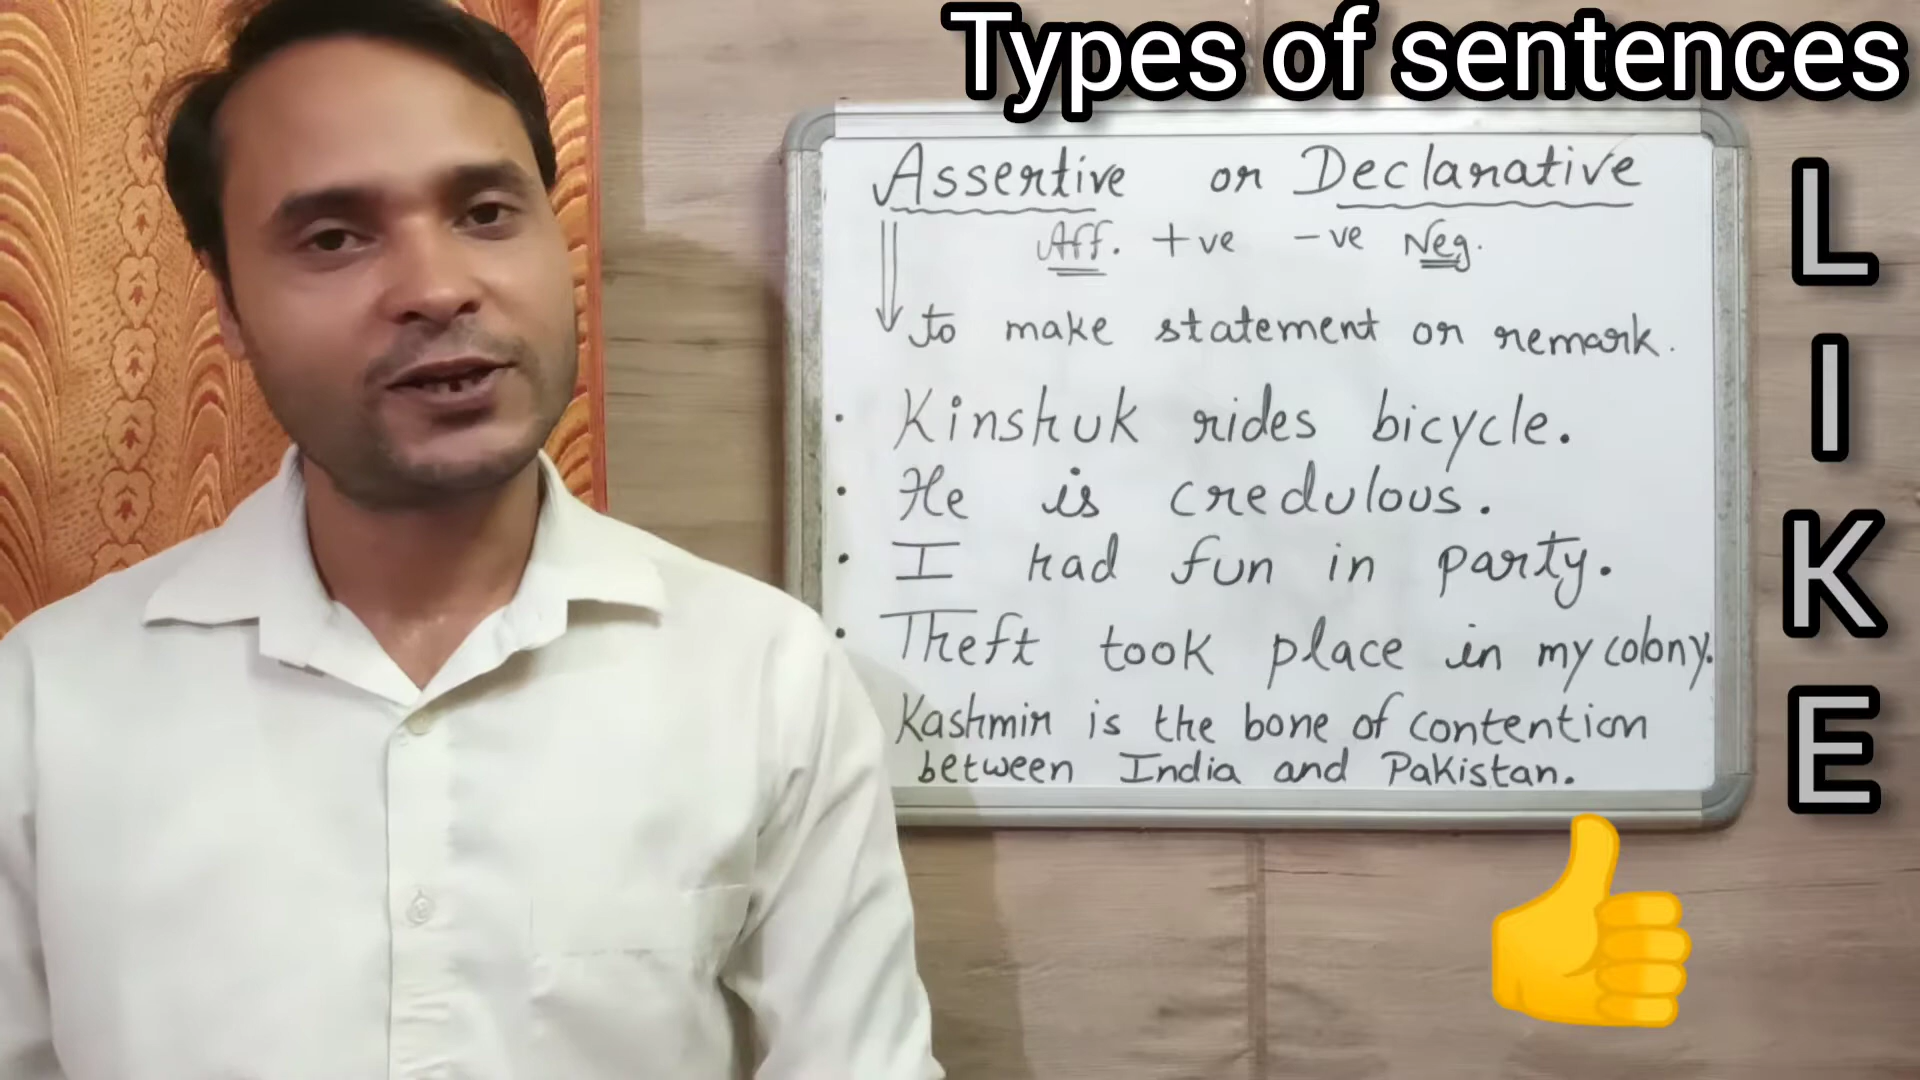 Types of sentences
Assertive or Declarative
Aff. +ve -ve Neg.
to make statement or remark.
• Kinshuk rides bicycle.
• He is credulous.
• I had fun in party.
• Theft took place in my colony.
Kashmir is the bone of contention
between India and Pakistan.
LIKE